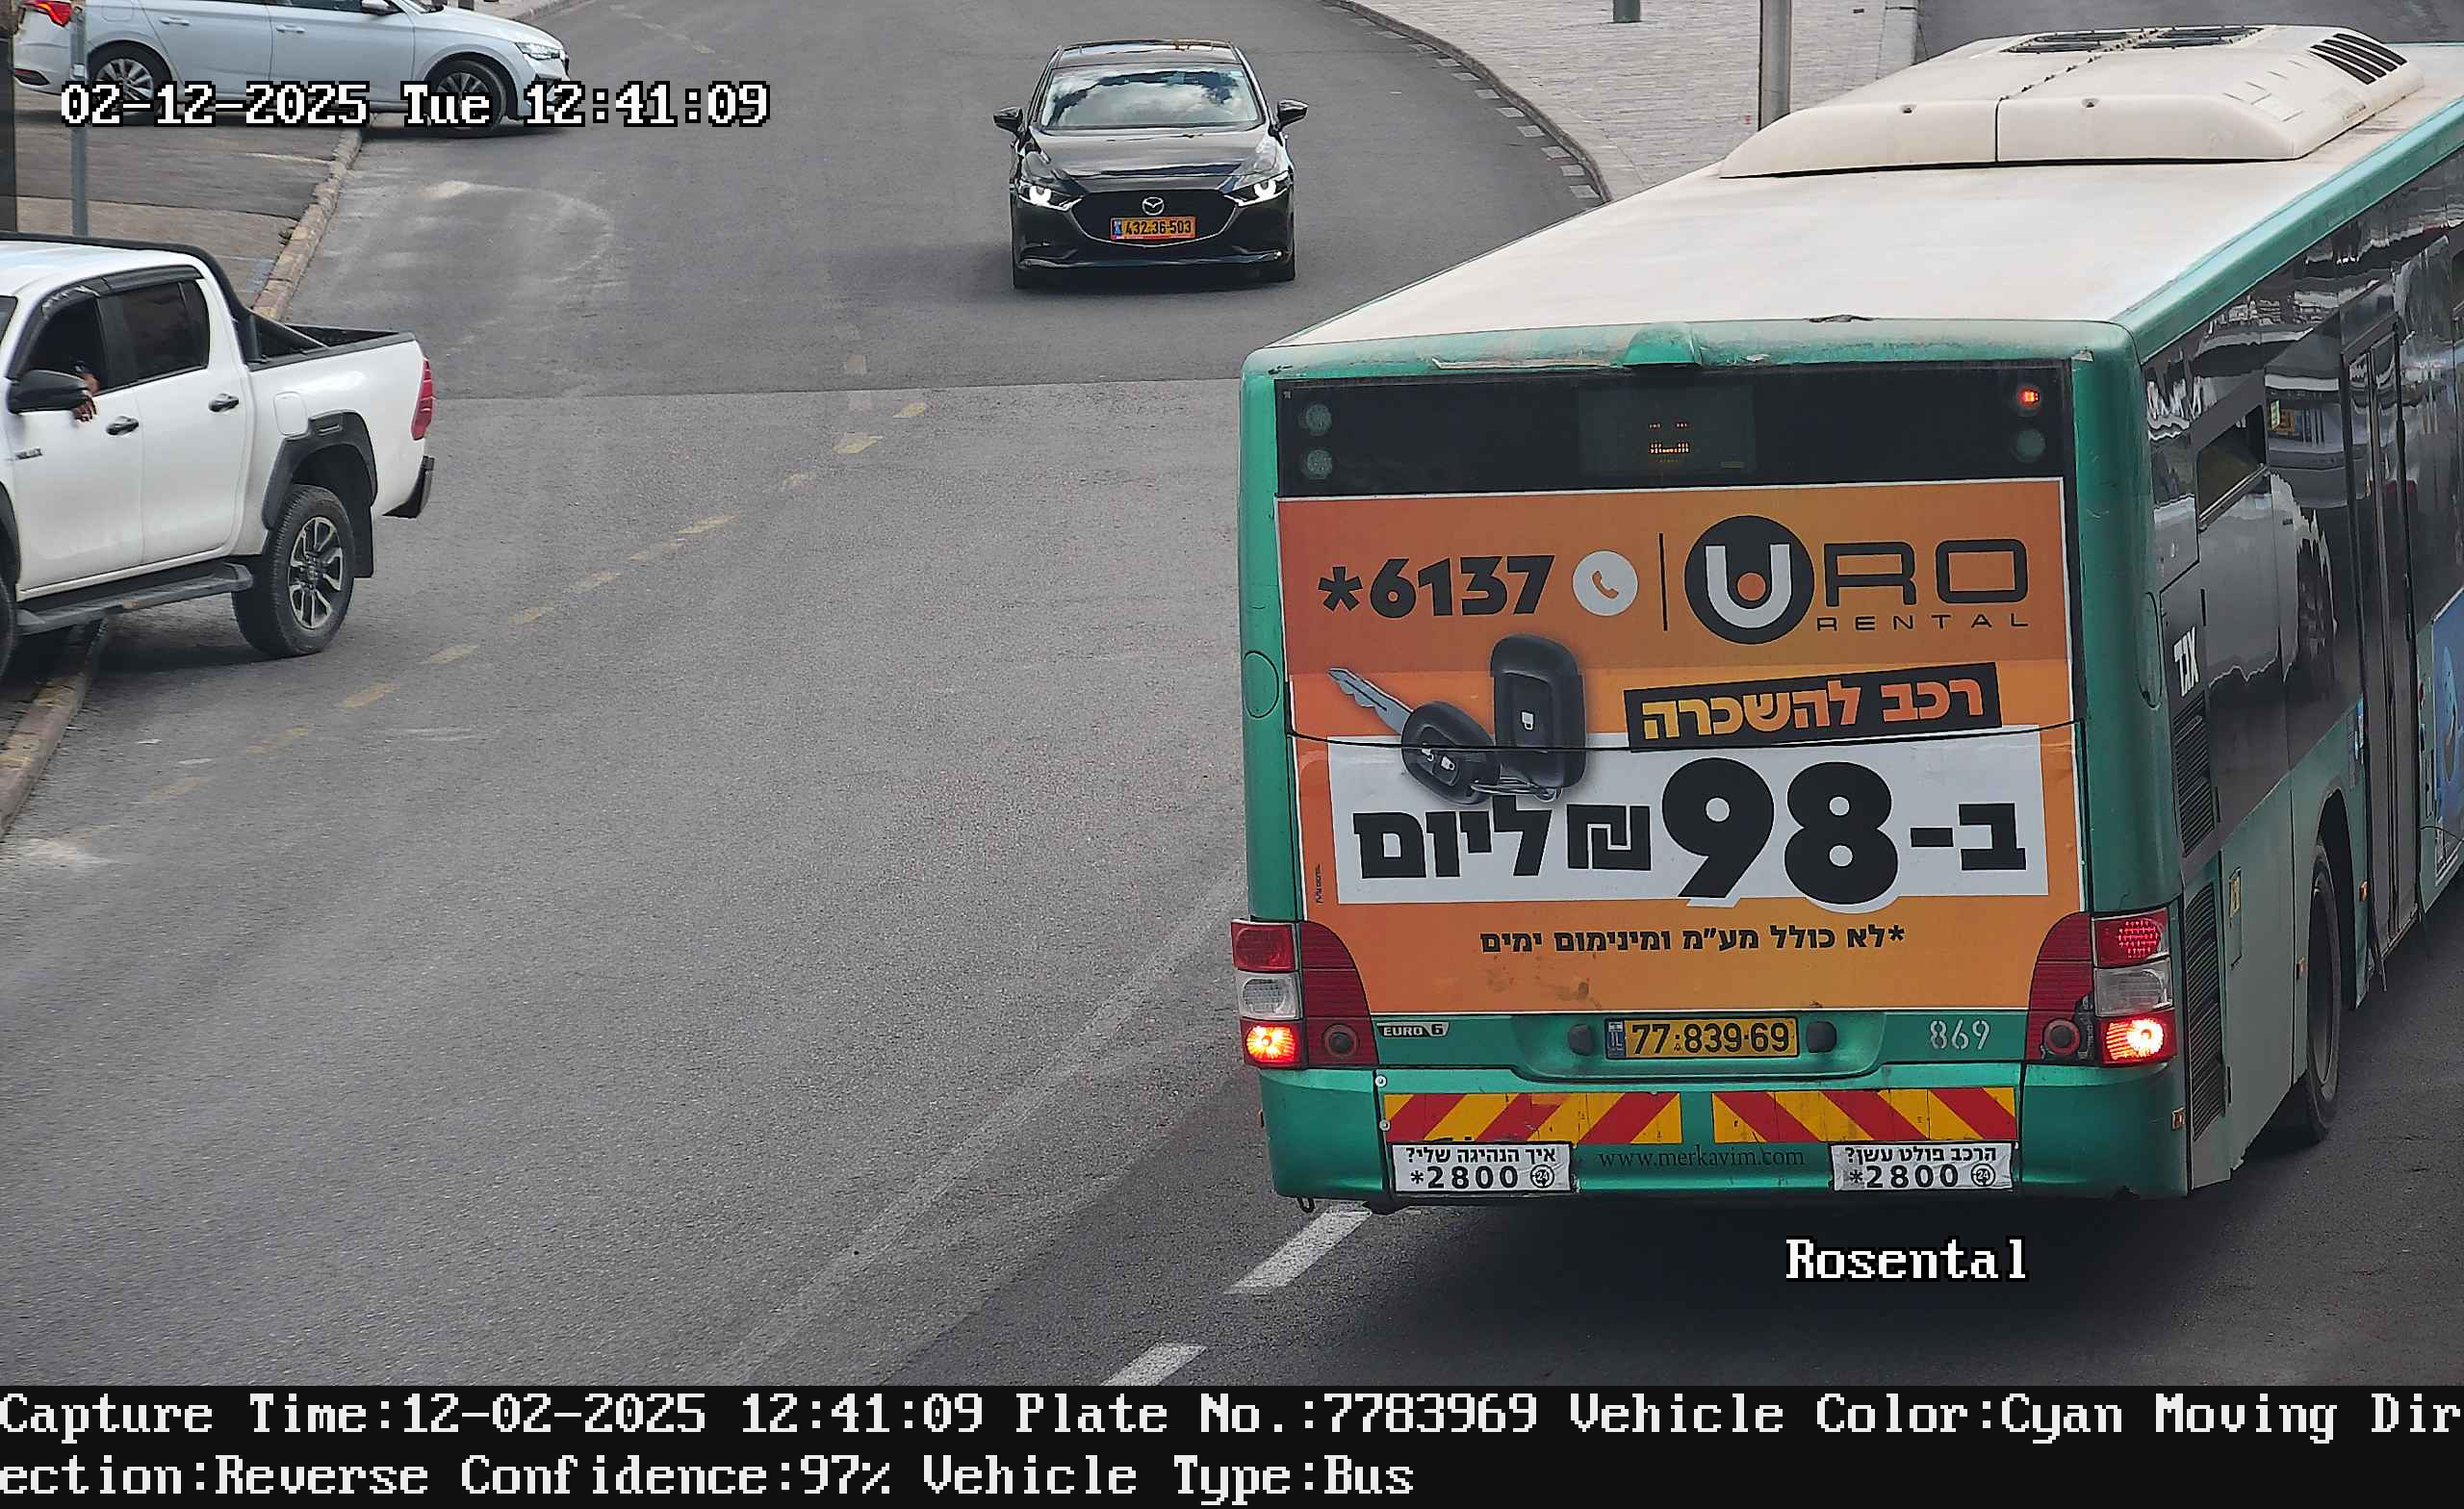 02-12-2025 Tue 12:41:09
432-36-503
*6137
URO
RENTAL
רכב להשכרה
ב-98₪ ליום
*לא כולל מע"מ ומינימום ימים
EURO 6
77-839-69
869
איך הנהיגה שלי?
*2800 24
www.merkavim.com
הרכב פולט עשן?
*2800 24
Rosental
Capture Time:12-02-2025 12:41:09 Plate No.:7783969 Vehicle Color:Cyan Moving Dir
ection:Reverse Confidence:97% Vehicle Type:Bus